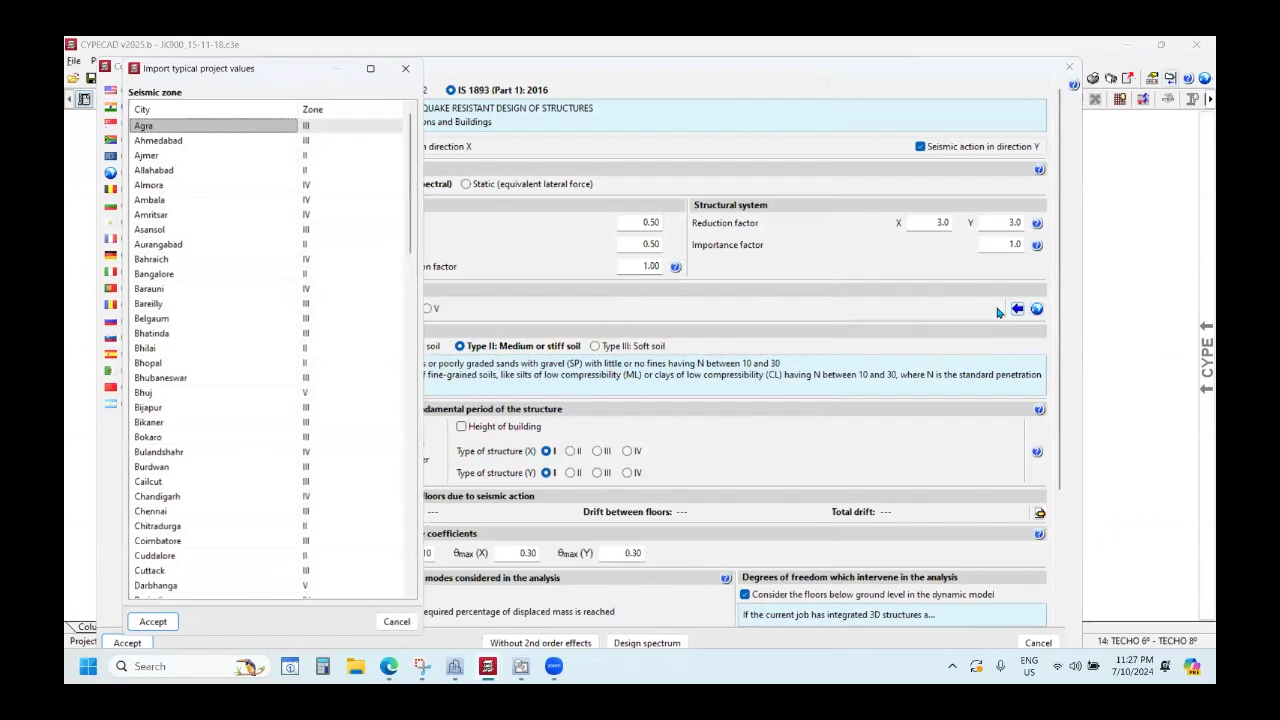 CYPECAD v2025.b - JK900_15-11-18.c3e
File
Import typical project values
Seismic zone
City Zone
Agra III
Ahmedabad III
Ajmer II
Allahabad II
Almora IV
Ambala IV
Amritsar IV
Asansol III
Aurangabad II
Bahraich IV
Bangalore II
Barauni IV
Bareilly III
Belgaum III
Bhatinda III
Bhilai II
Bhopal II
Bhubaneswar III
Bhuj V
Bijapur III
Bikaner III
Bokaro III
Bulandshahr IV
Burdwan III
Cailcut III
Chandigarh IV
Chennai III
Chitradurga II
Coimbatore III
Cuddalore II
Cuttack III
Darbhanga V
Accept Cancel
2 IS 1893 (Part 1): 2016
QUAKE RESISTANT DESIGN OF STRUCTURES
ons and Buildings
n direction X Seismic action in direction Y
pectral) Static (equivalent lateral force)
Structural system
0.50 Reduction factor X 3.0 Y 3.0
0.50 Importance factor 1.0
on factor 1.00
V
soil Type II: Medium or stiff soil Type III: Soft soil
s or poorly graded sands with gravel (SP) with little or no fines having N between 10 and 30
of fine-grained soils, like silts of low compressibility (ML) or clays of low compressibility (CL) having N between 10 and 30, where N is the standard penetration
ndamental period of the structure
Height of building
Type of structure (X) I II III IV
er Type of structure (Y) I II III IV
floors due to seismic action
--- Drift between floors: --- Total drift: ---
coefficients
10 θmax (X) 0.30 θmax (Y) 0.30
modes considered in the analysis Degrees of freedom which intervene in the analysis
Consider the floors below ground level in the dynamic model
equired percentage of displaced mass is reached If the current job has integrated 3D structures a...
Accept Without 2nd order effects Design spectrum Cancel
CYPE
Colu
Project 14: TECHO 6º - TECHO 8º
Search
ENG
US
11:27 PM
7/10/2024
zoom
PRE